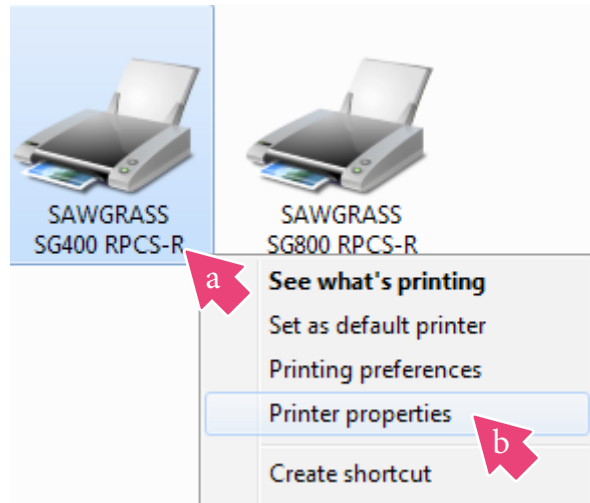 SAWGRASS
SG400 RPCS-R
SAWGRASS
SG800 RPCS-R
a
See what's printing
Set as default printer
Printing preferences
Printer properties
b
Create shortcut